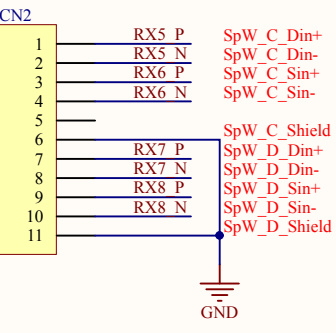 CN2
1 RX5_P SpW_C_Din+
2 RX5_N SpW_C_Din-
3 RX6_P SpW_C_Sin+
4 RX6_N SpW_C_Sin-
5
6 SpW_C_Shield
7 RX7_P SpW_D_Din+
8 RX7_N SpW_D_Din-
9 RX8_P SpW_D_Sin+
10 RX8_N SpW_D_Sin-
11 SpW_D_Shield
GND